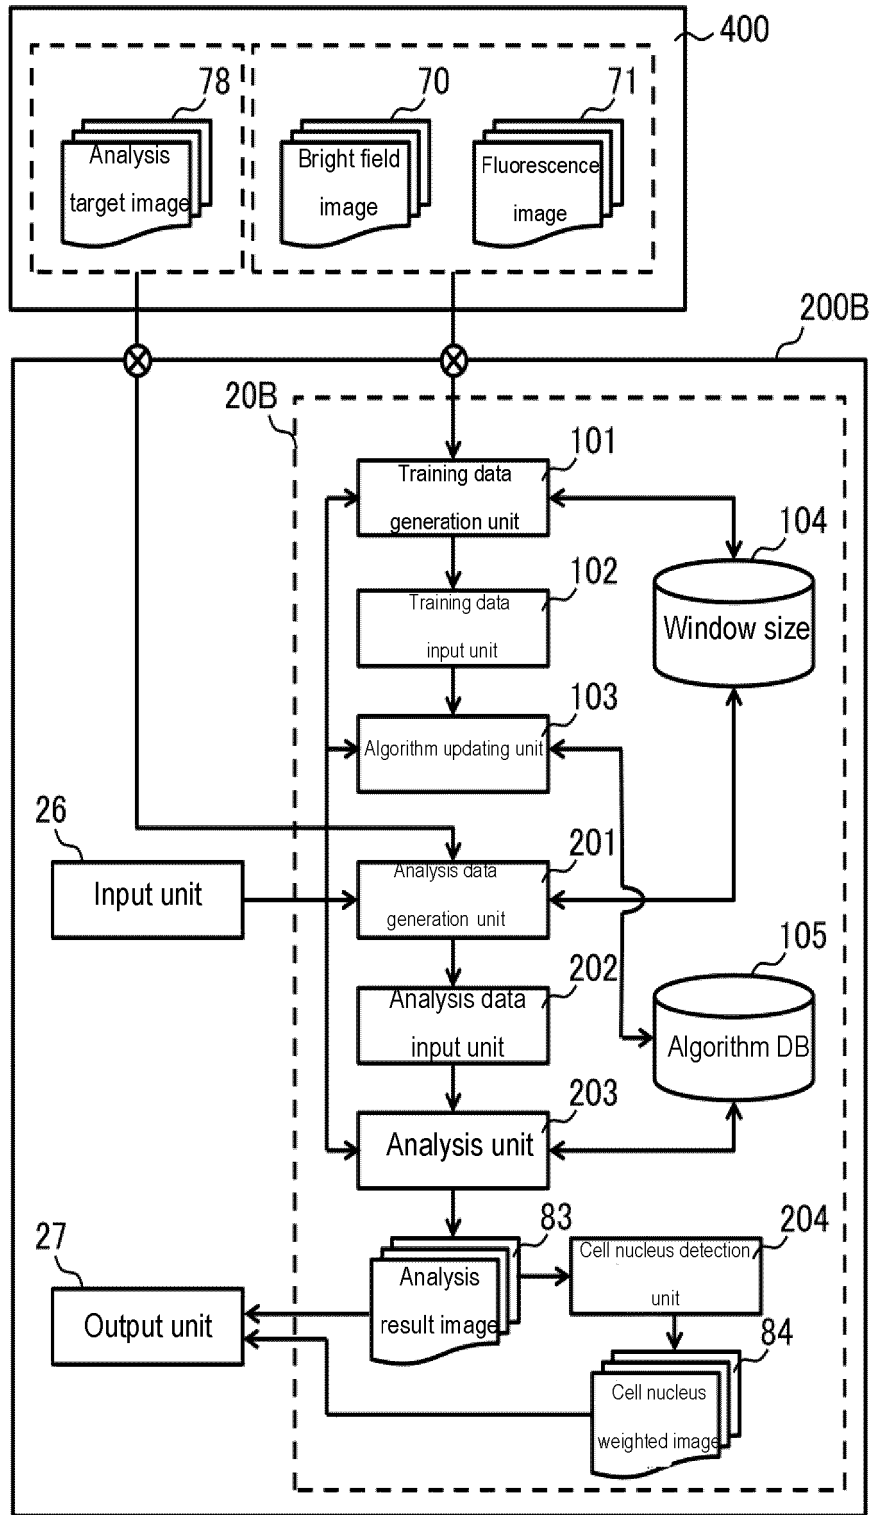 400
78
70
71
Analysis
target image
Bright field
image
Fluorescence
image
200B
20B
101
Training data
generation unit
104
Window size
102
Training data
input unit
103
Algorithm updating unit
26
Input unit
201
Analysis data
generation unit
202
Analysis data
input unit
105
Algorithm DB
203
Analysis unit
83
Analysis
result image
204
Cell nucleus detection
unit
27
Output unit
84
Cell nucleus
weighted image